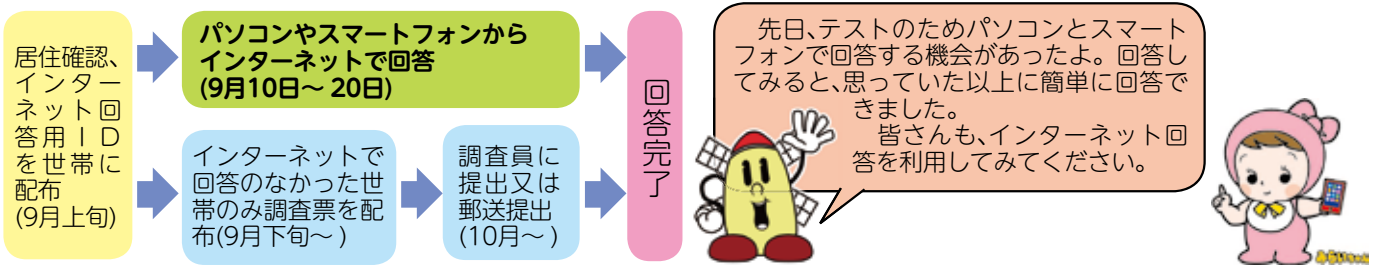 居住確認、
インター
ネット回
答用ID
を世帯に
配布
(9月上旬)
パソコンやスマートフォンから
インターネットで回答
(9月10日～20日)
インターネットで
回答のなかった世
帯のみ調査票を配
布(9月下旬～)
調査員に
提出又は
郵送提出
(10月～)
回答完了
先日、テストのためパソコンとスマート
フォンで回答する機会があったよ。回答し
てみると、思っていた以上に簡単に回答で
きました。
皆さんも、インターネット回
答を利用してみてください。
みらいちゃん